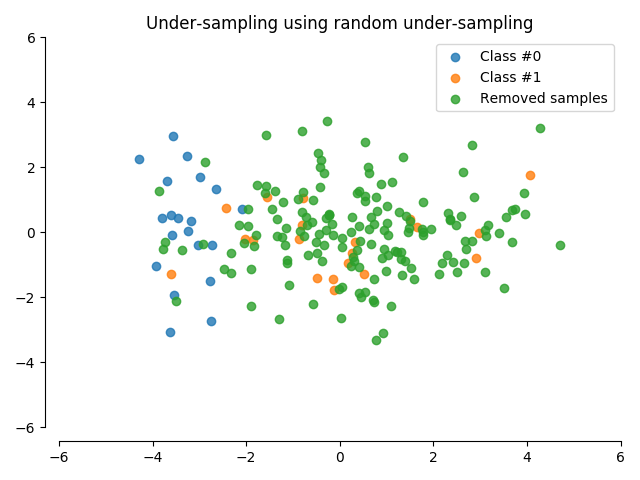 Under-sampling using random under-sampling
Class #0
Class #1
Removed samples
6
4
2
0
−2
−4
−6
−6 −4 −2 0 2 4 6